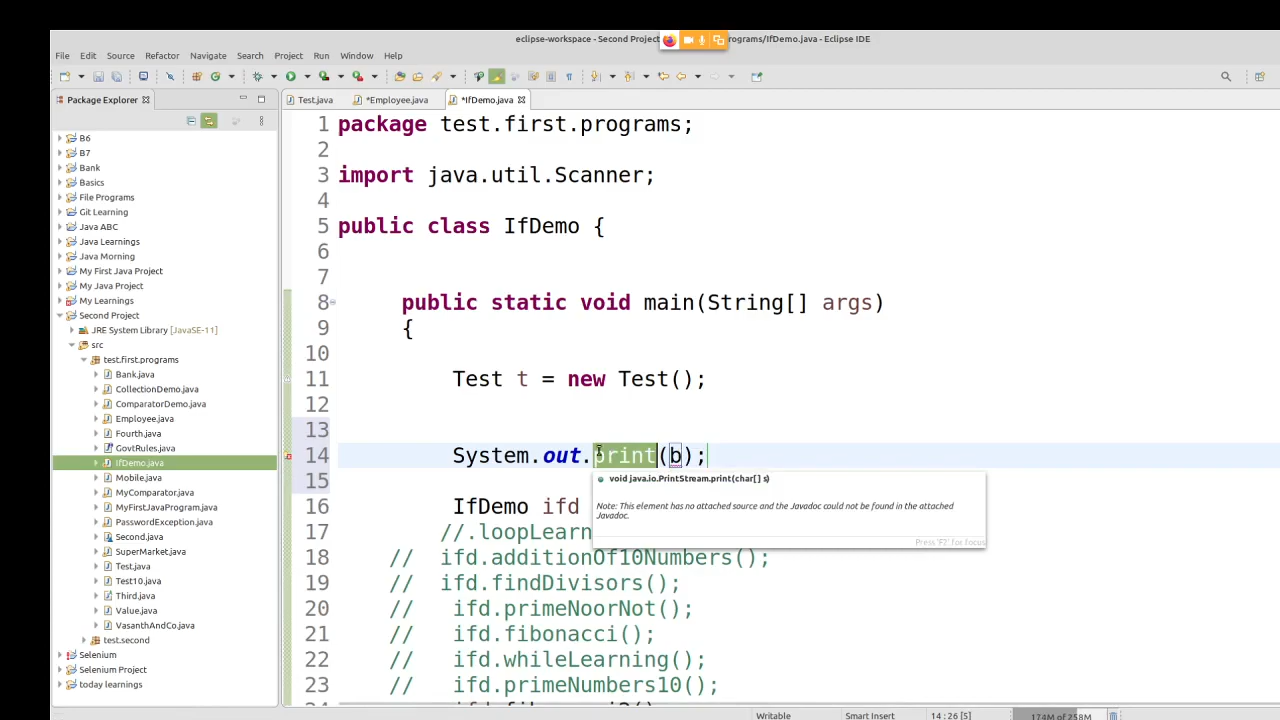 eclipse-workspace - Second Project rograms/IfDemo.java - Eclipse IDE
File Edit Source Refactor Navigate Search Project Run Window Help
Package Explorer
Test.java *Employee.java *IfDemo.java
B6
B7
Bank
Basics
File Programs
Git Learning
Java ABC
Java Learnings
Java Morning
My First Java Project
My Java Project
My Learnings
Second Project
JRE System Library [JavaSE-11]
src
test.first.programs
Bank.java
CollectionDemo.java
ComparatorDemo.java
Employee.java
Fourth.java
GovtRules.java
IfDemo.java
Mobile.java
MyComparator.java
MyFirstJavaProgram.java
PasswordException.java
Second.java
SuperMarket.java
Test.java
Test10.java
Third.java
Value.java
VasanthAndCo.java
test.second
Selenium
Selenium Project
today learnings
1 package test.first.programs;
2
3 import java.util.Scanner;
4
5 public class IfDemo {
6
7
8 public static void main(String[] args)
9 {
10
11 Test t = new Test();
12
13
14 System.out.print(b);
15
16 IfDemo ifd
17 //.loopLearn
18 // ifd.additionOf10Numbers();
19 // ifd.findDivisors();
20 // ifd.primeNoorNot();
21 // ifd.fibonacci();
22 // ifd.whileLearning();
23 // ifd.primeNumbers10();
void java.io.PrintStream.print(char[] s)
Note: This element has no attached source and the Javadoc could not be found in the attached
Javadoc.
Press 'F2' for focus
Writable Smart Insert 14 : 26 [5] 174M of 258M